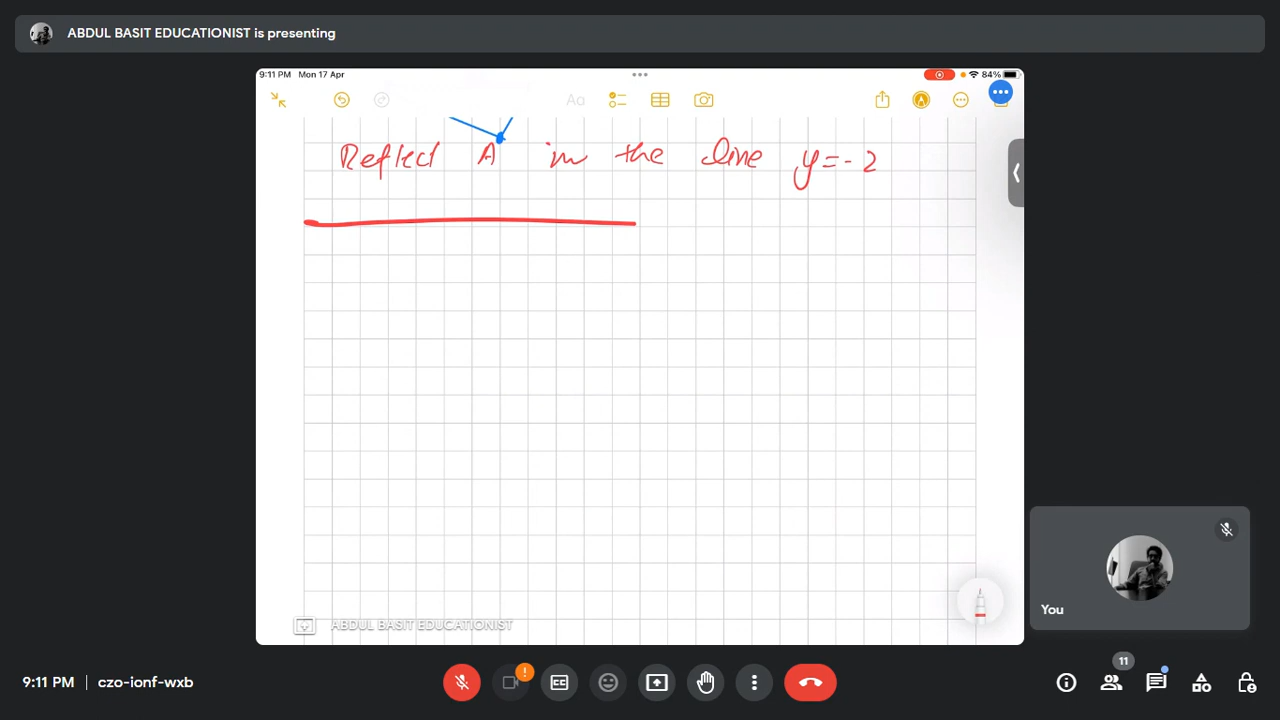 ABDUL BASIT EDUCATIONIST is presenting
9:11 PM Mon 17 Apr
84%
Aa
Reflect A in the line y=-2
ABDUL BASIT EDUCATIONIST
You
9:11 PM | czo-ionf-wxb
11